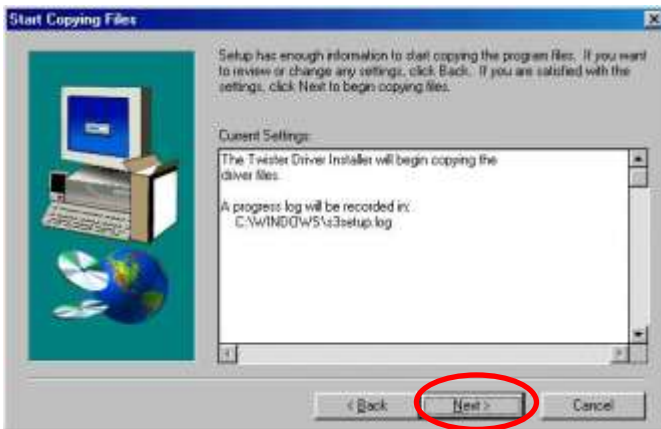 Start Copying Files
Setup has enough information to start copying the program files. If you want
to review or change any settings, click Back. If you are satisfied with the
settings, click Next to begin copying files.
Current Settings:
The Twister Driver Installer will begin copying the
driver files.
A progress log will be recorded in:
C:\WINDOWS\s3setup.log
< Back
Next >
Cancel